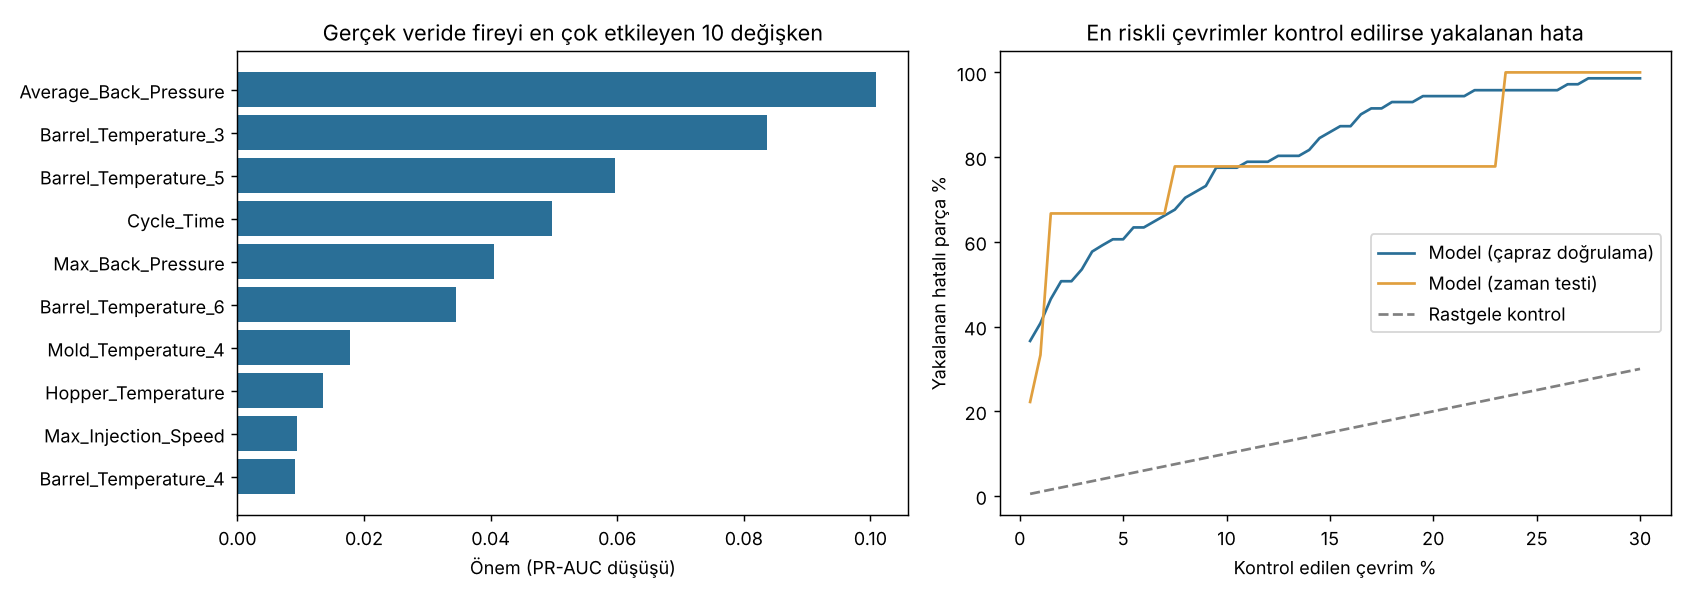 Gerçek veride fireyi en çok etkileyen 10 değişken
Average_Back_Pressure
Barrel_Temperature_3
Barrel_Temperature_5
Cycle_Time
Max_Back_Pressure
Barrel_Temperature_6
Mold_Temperature_4
Hopper_Temperature
Max_Injection_Speed
Barrel_Temperature_4
0.00 0.02 0.04 0.06 0.08 0.10
Önem (PR-AUC düşüşü)
En riskli çevrimler kontrol edilirse yakalanan hata
Yakalanan hatalı parça %
100
80
60
40
20
0
Model (çapraz doğrulama)
Model (zaman testi)
Rastgele kontrol
0 5 10 15 20 25 30
Kontrol edilen çevrim %